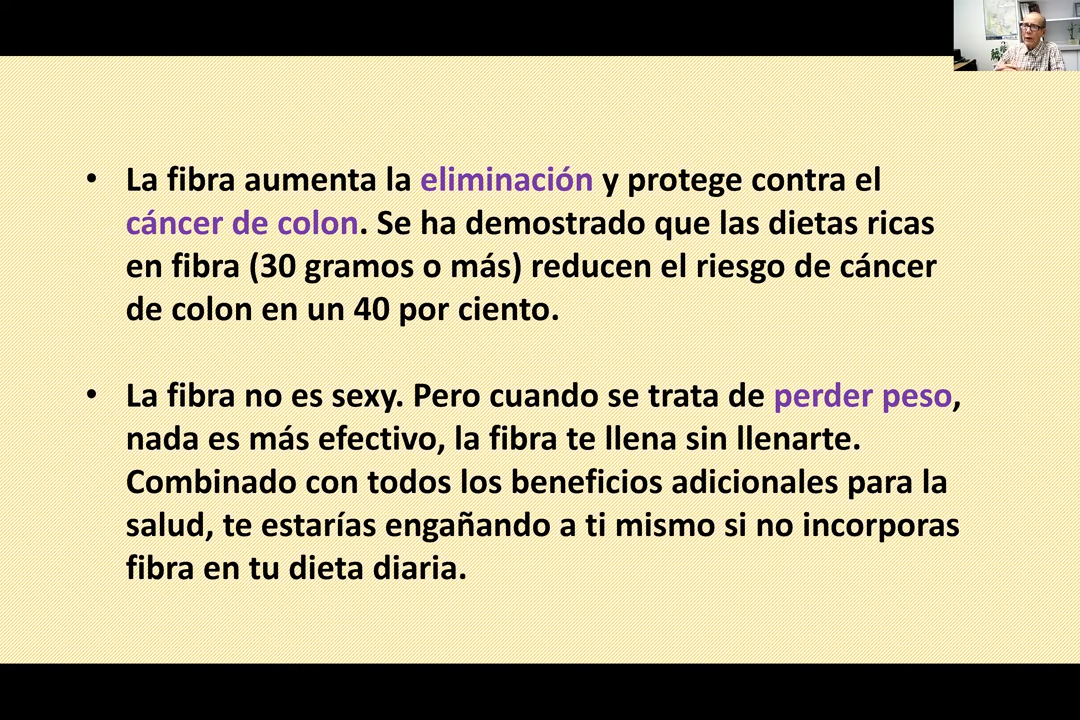 • La fibra aumenta la eliminación y protege contra el
cáncer de colon. Se ha demostrado que las dietas ricas
en fibra (30 gramos o más) reducen el riesgo de cáncer
de colon en un 40 por ciento.
• La fibra no es sexy. Pero cuando se trata de perder peso,
nada es más efectivo, la fibra te llena sin llenarte.
Combinado con todos los beneficios adicionales para la
salud, te estarías engañando a ti mismo si no incorporas
fibra en tu dieta diaria.